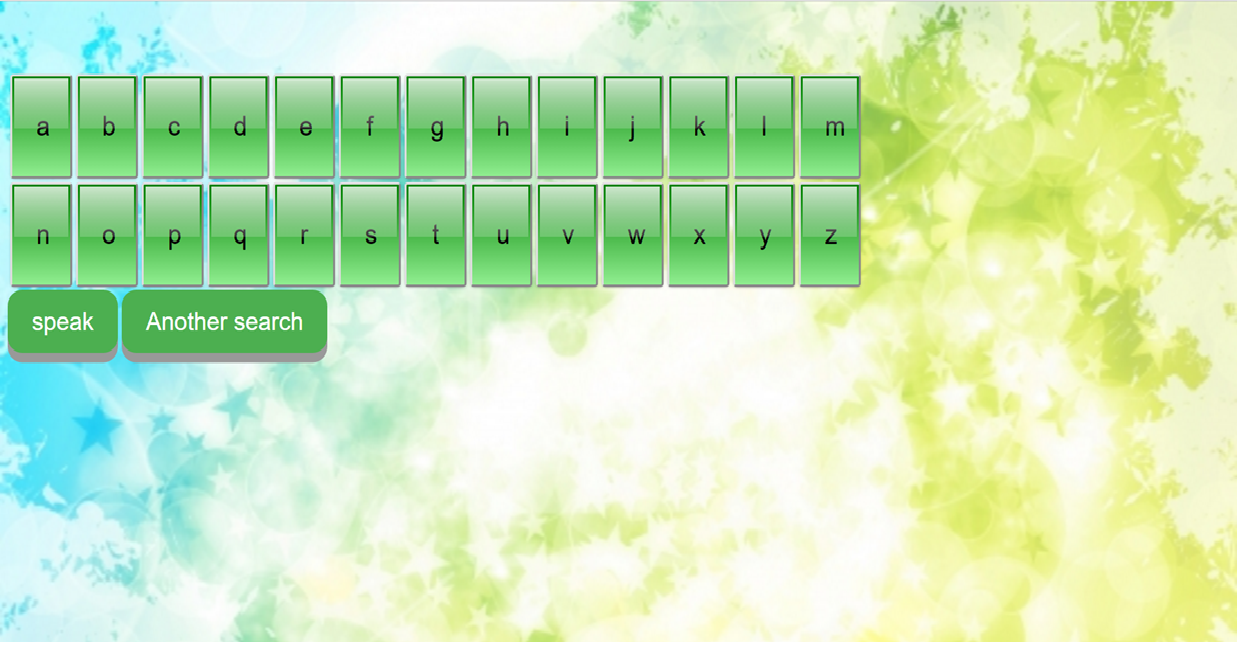 a b c d e f g h i j k l m
n o p q r s t u v w x y z
speak Another search